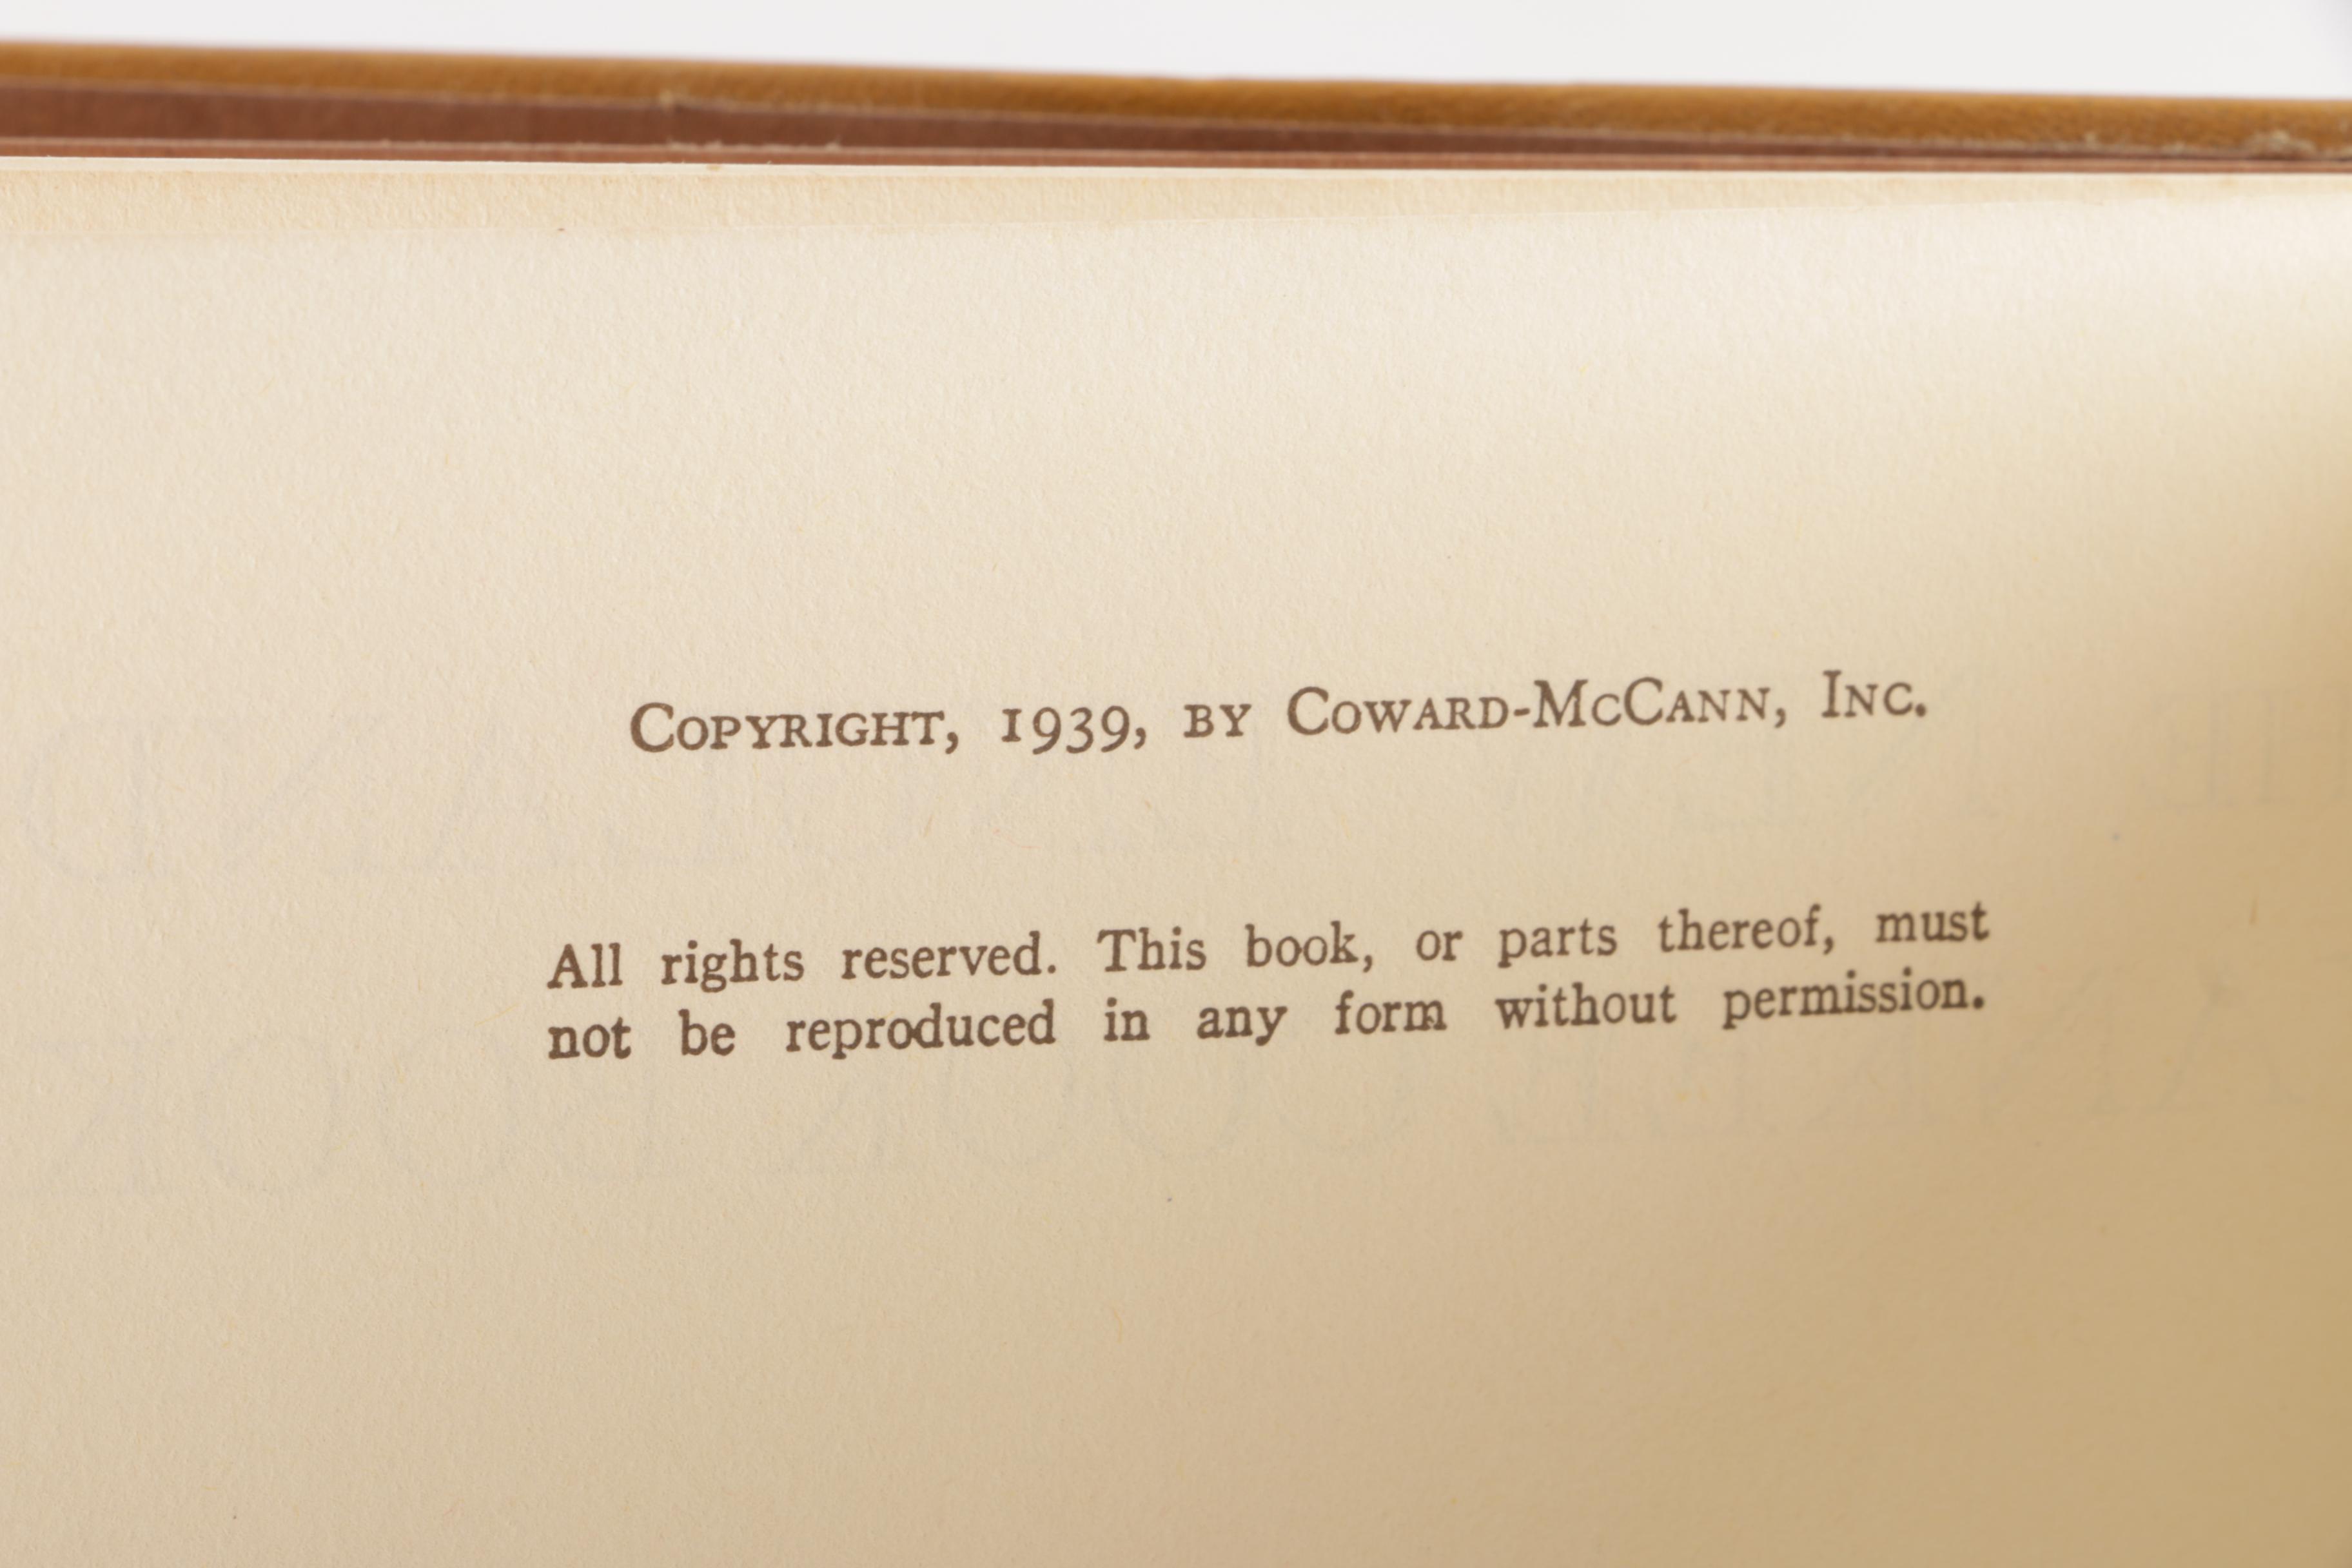 Copyright, 1939, by Coward-McCann, Inc.
All rights reserved. This book, or parts thereof, must
not be reproduced in any form without permission.